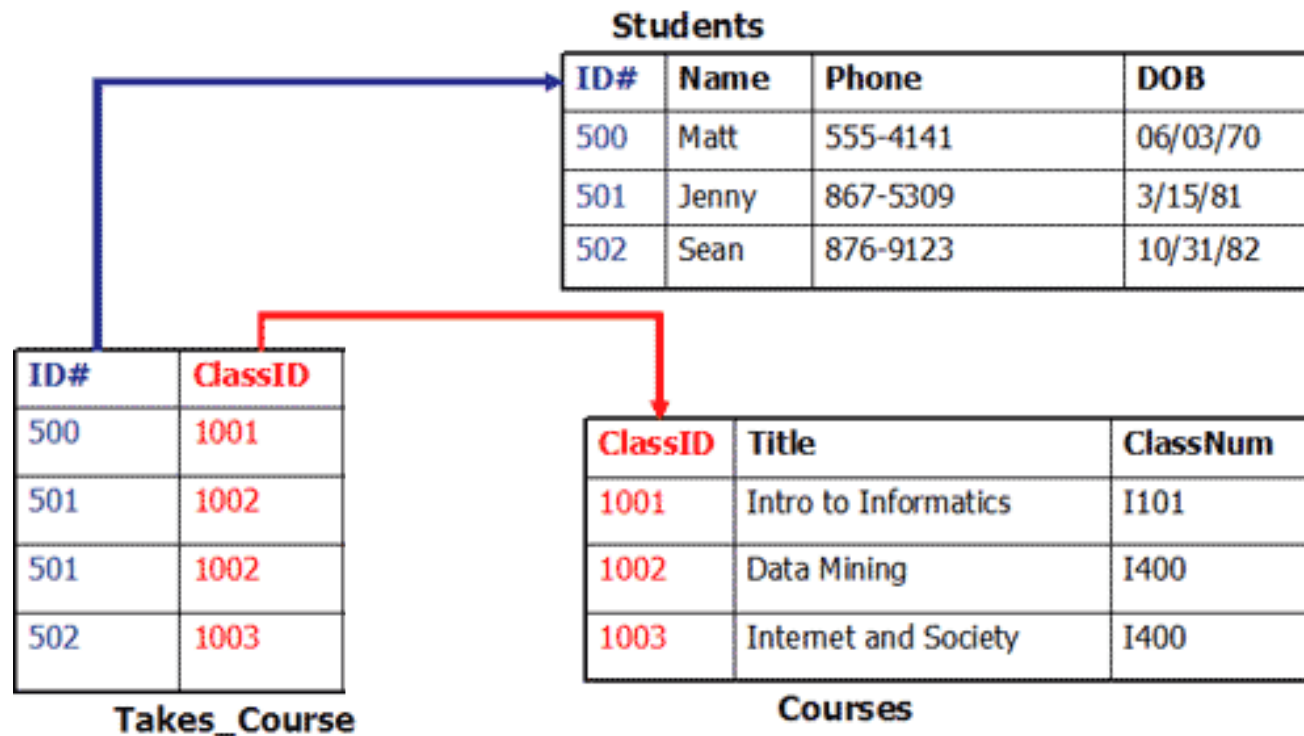 Students
ID# Name Phone DOB
500 Matt 555-4141 06/03/70
501 Jenny 867-5309 3/15/81
502 Sean 876-9123 10/31/82
ID# ClassID
500 1001
501 1002
501 1002
502 1003
Takes_Course
ClassID Title ClassNum
1001 Intro to Informatics I101
1002 Data Mining I400
1003 Internet and Society I400
Courses